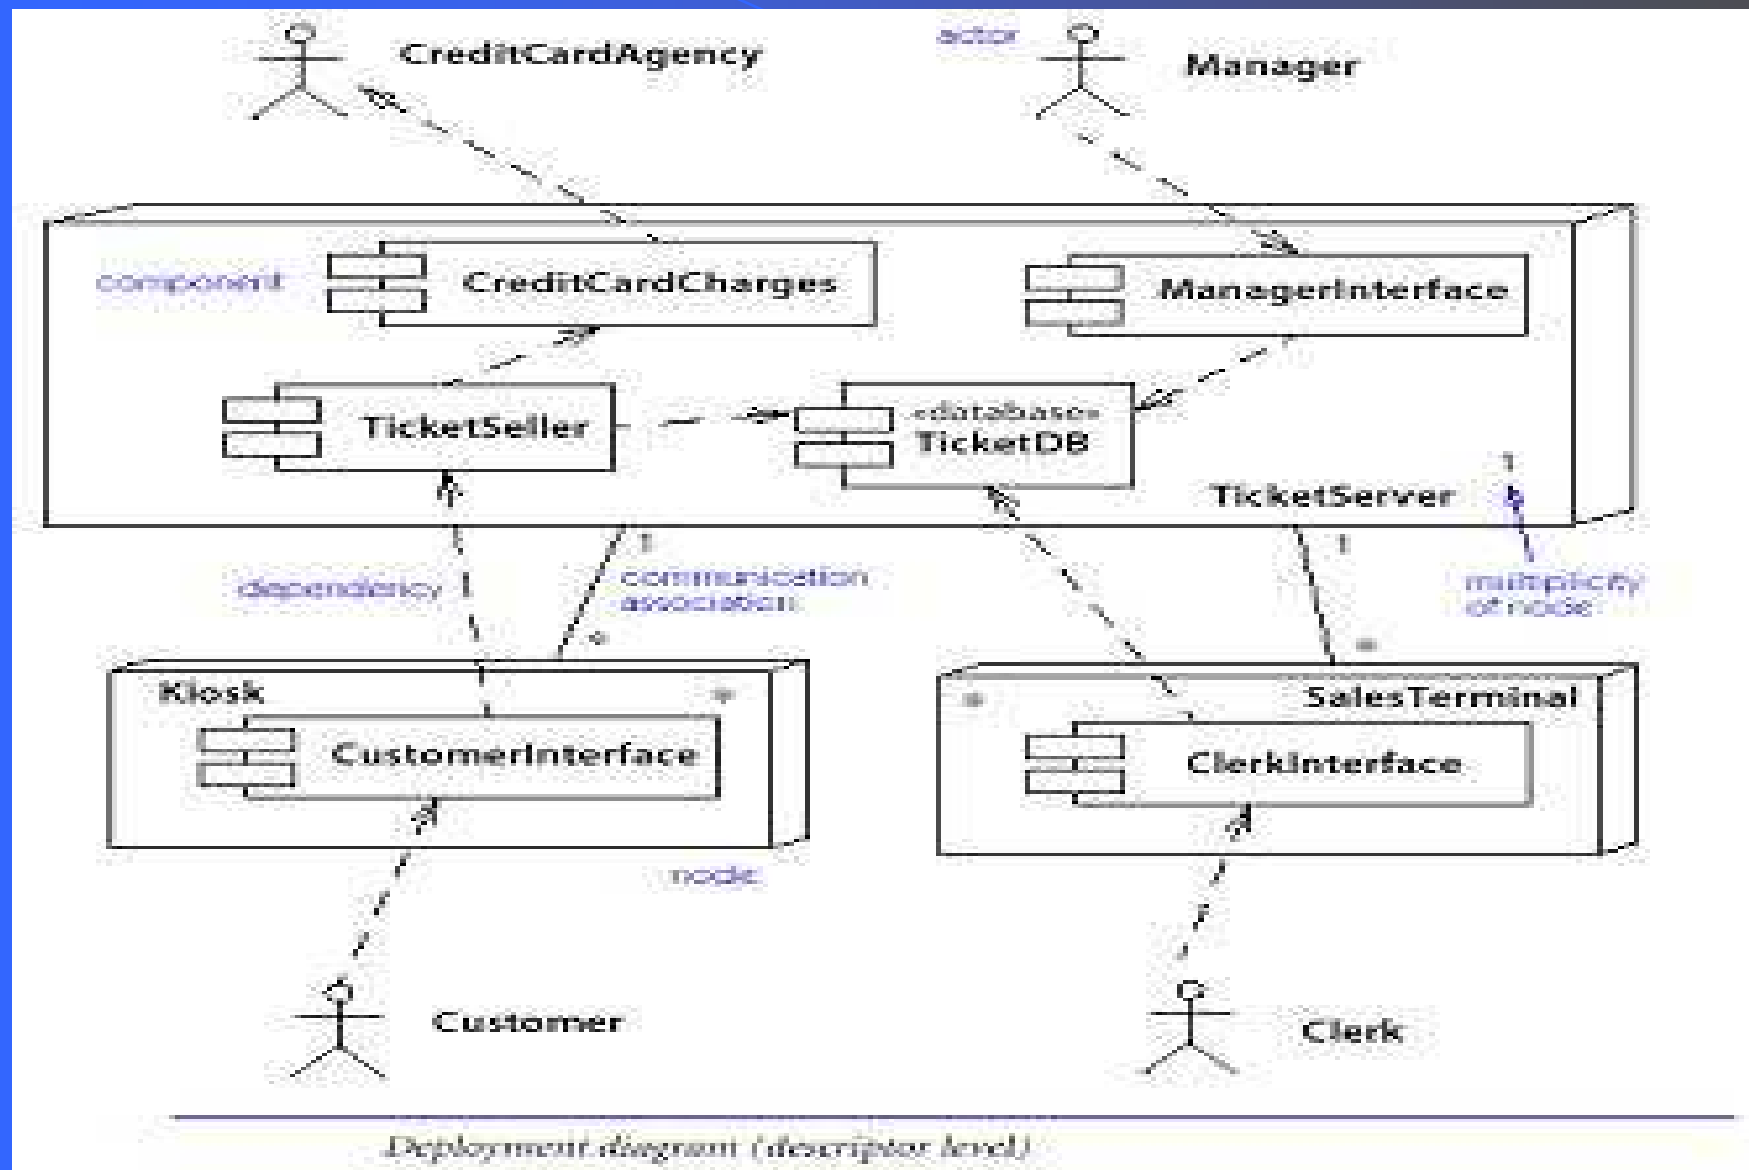 CreditCardAgency
actor
Manager
component
CreditCardCharges
ManagerInterface
TicketSeller
«database»
TicketDB
TicketServer
1
dependency
1
communication
association
*
1
*
multiplicity
of node
Kiosk
*
CustomerInterface
*
SalesTerminal
ClerkInterface
node
Customer
Clerk
Deployment diagram (descriptor level)